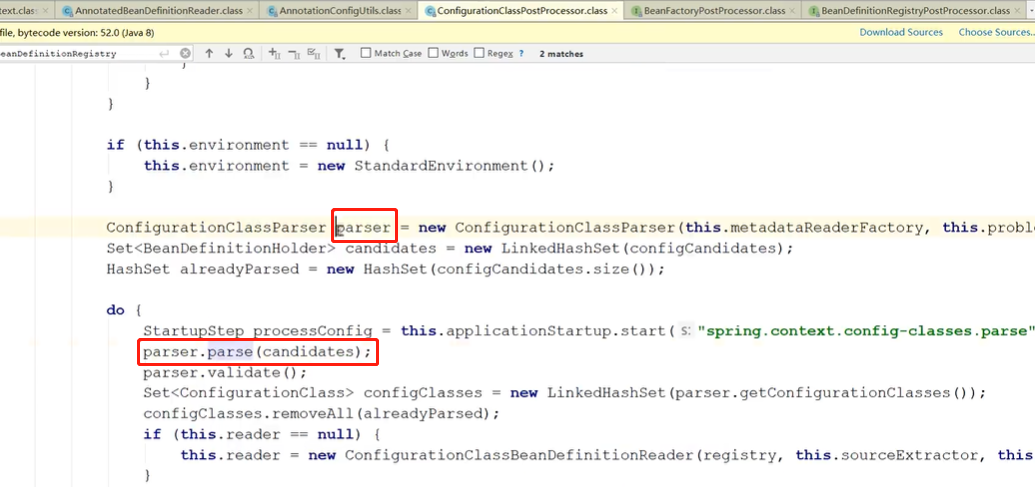 text.class AnnotatedBeanDefinitionReader.class AnnotationConfigUtils.class ConfigurationClassPostProcessor.class BeanFactoryPostProcessor.class BeanDefinitionRegistryPostProcessor.class
file, bytecode version: 52.0 (Java 8) Download Sources Choose Sources...
eanDefinitionRegistry Match Case Words Regex ? 2 matches
}
}
}
if (this.environment == null) {
this.environment = new StandardEnvironment();
}
ConfigurationClassParser parser = new ConfigurationClassParser(this.metadataReaderFactory, this.proble
Set<BeanDefinitionHolder> candidates = new LinkedHashSet(configCandidates);
HashSet alreadyParsed = new HashSet(configCandidates.size());
do {
StartupStep processConfig = this.applicationStartup.start( s: "spring.context.config-classes.parse"
parser.parse(candidates);
parser.validate();
Set<ConfigurationClass> configClasses = new LinkedHashSet(parser.getConfigurationClasses());
configClasses.removeAll(alreadyParsed);
if (this.reader == null) {
this.reader = new ConfigurationClassBeanDefinitionReader(registry, this.sourceExtractor, this
}